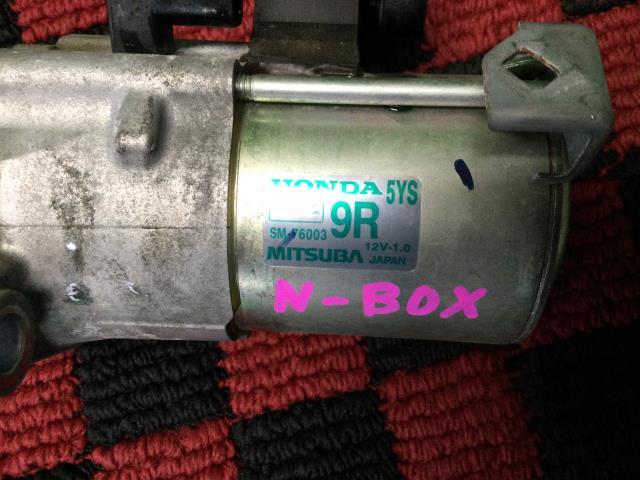 HONDA 5YS
9R
SM-76003
12V-1.0
MITSUBA JAPAN
N-BOX